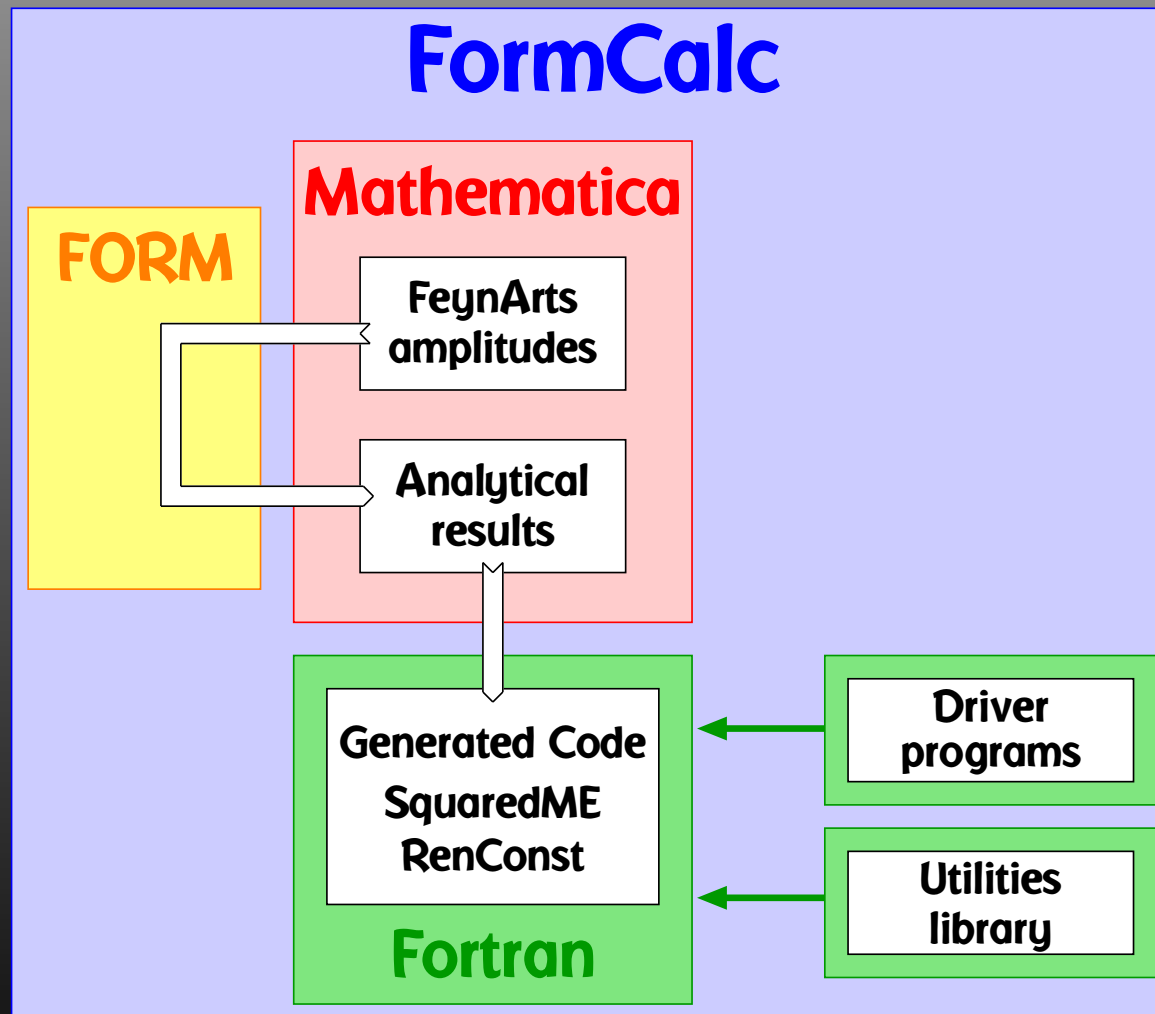 FormCalc
Mathematica
FORM
FeynArts
amplitudes
Analytical
results
Generated Code
SquaredME
RenConst
Fortran
Driver
programs
Utilities
library